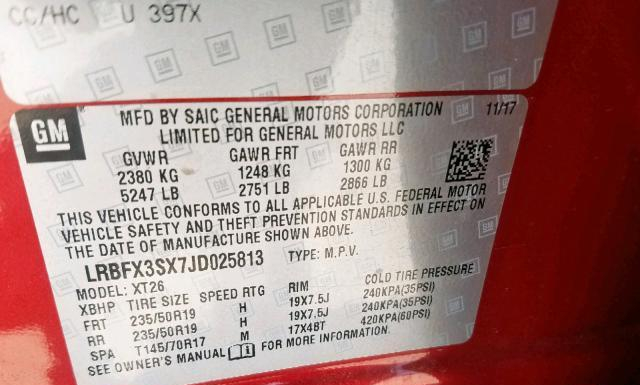 CC/HC U 397X
GM
MFD BY SAIC GENERAL MOTORS CORPORATION 11/17
LIMITED FOR GENERAL MOTORS LLC
GVWR GAWR FRT GAWR RR
2380 KG 1248 KG 1300 KG
5247 LB 2751 LB 2866 LB
THIS VEHICLE CONFORMS TO ALL APPLICABLE U.S. FEDERAL MOTOR
VEHICLE SAFETY AND THEFT PREVENTION STANDARDS IN EFFECT ON
THE DATE OF MANUFACTURE SHOWN ABOVE.
LRBFX3SX7JD025813 TYPE: M.P.V.
MODEL: XT26
XBHP TIRE SIZE SPEED RTG RIM COLD TIRE PRESSURE
FRT 235/50R19 H 19X7.5J 240KPA(35PSI)
RR 235/50R19 H 19X7.5J 240KPA(35PSI)
SPA T145/70R17 M 17X4BT 420KPA(60PSI)
SEE OWNER'S MANUAL FOR MORE INFORMATION.